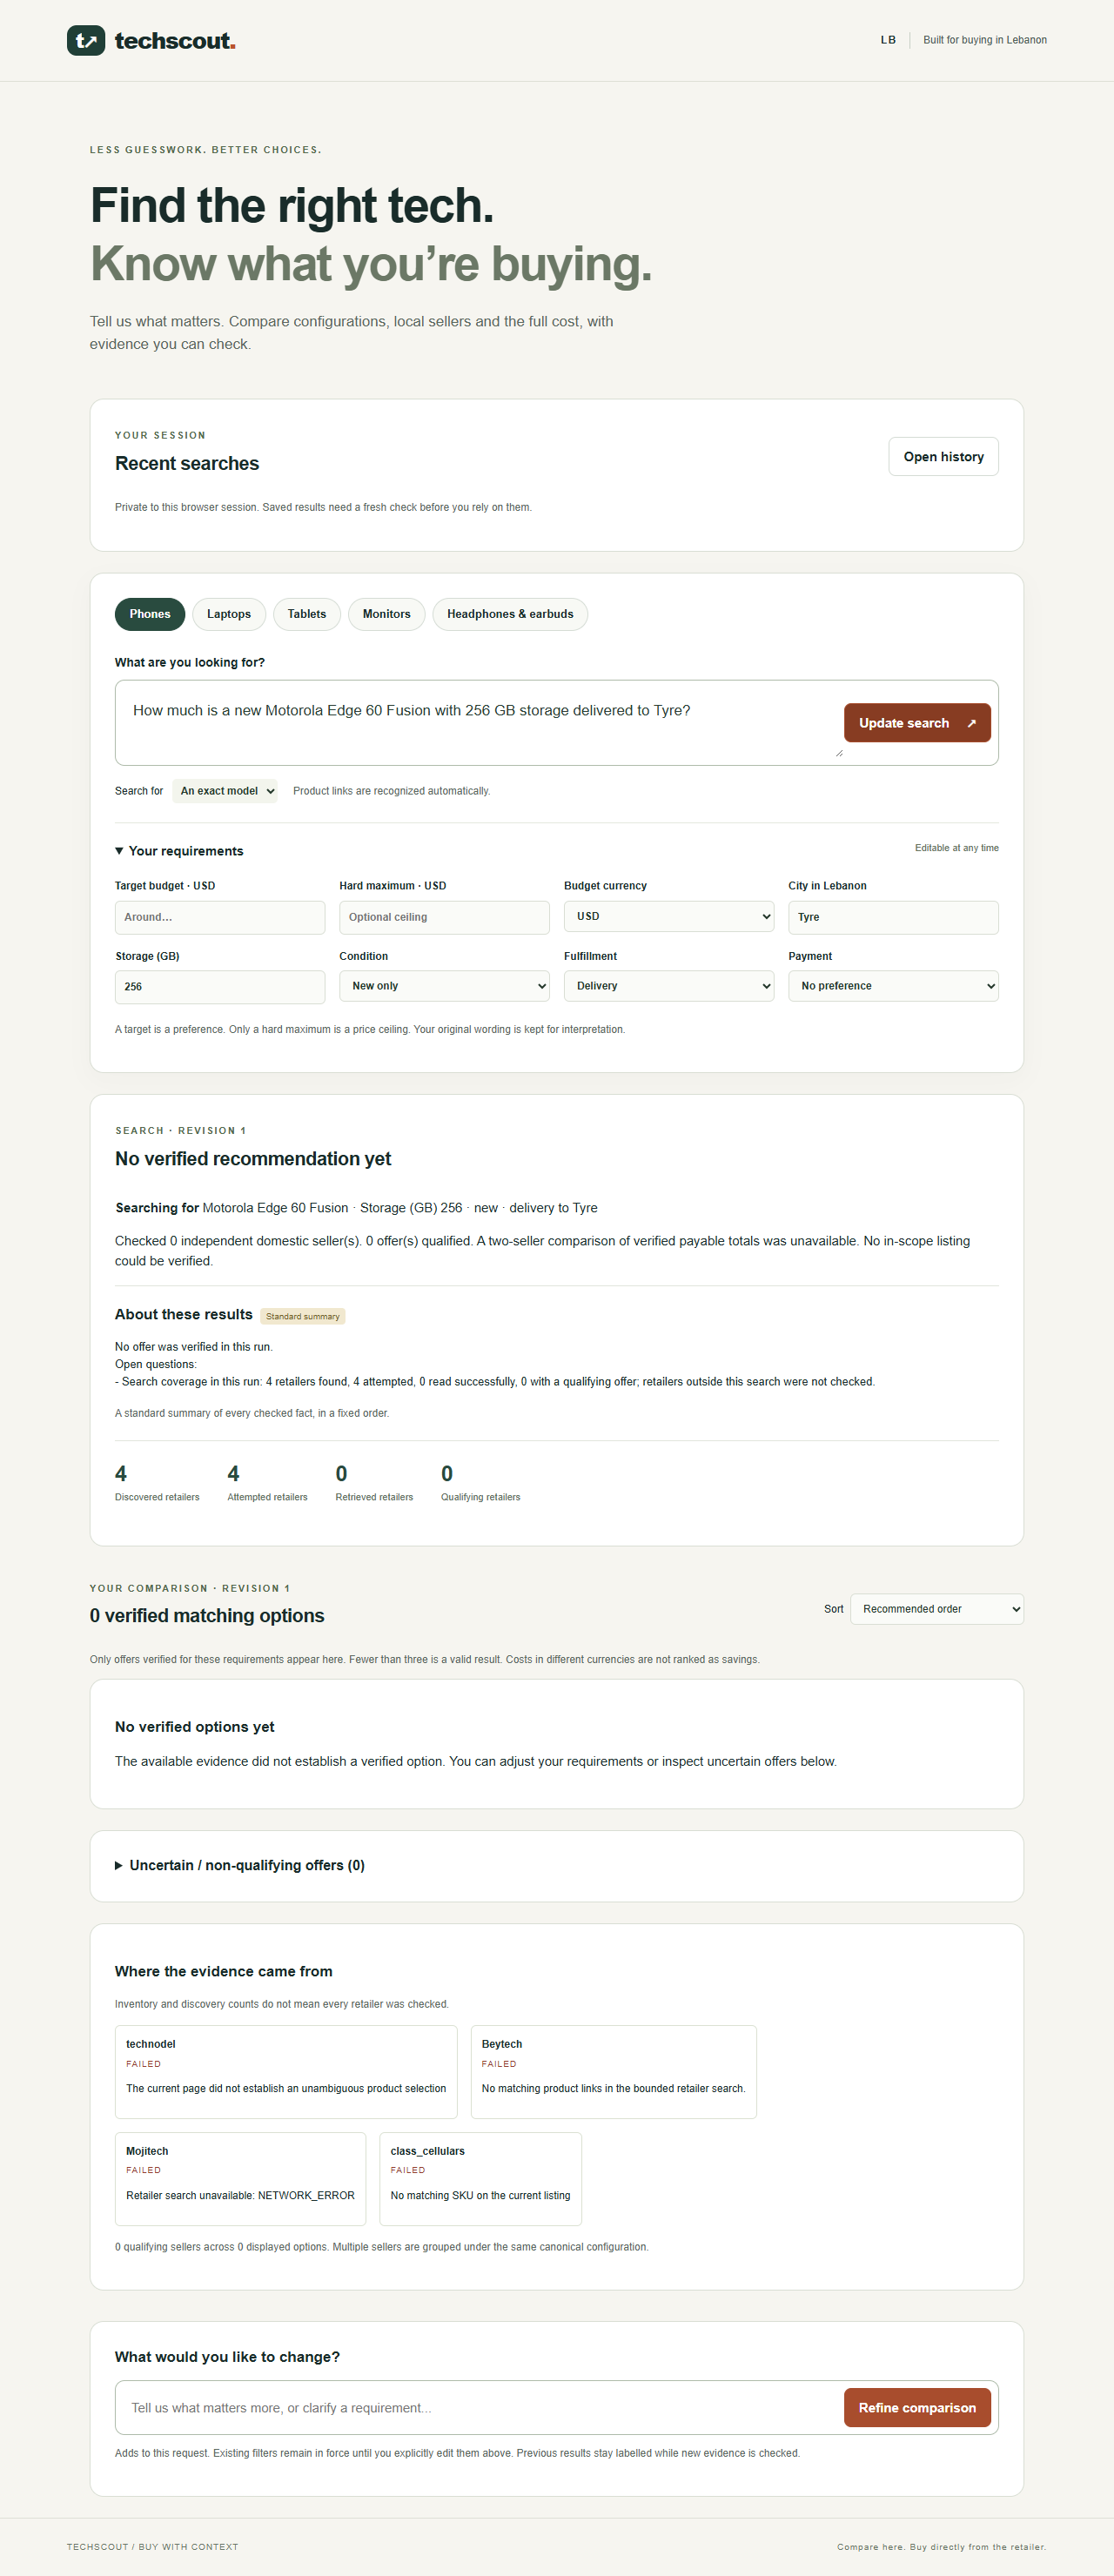 t↗ techscout.
LB Built for buying in Lebanon
LESS GUESSWORK. BETTER CHOICES.
Find the right tech.
Know what you’re buying.
Tell us what matters. Compare configurations, local sellers and the full cost, with
evidence you can check.
YOUR SESSION
Recent searches
Open history
Private to this browser session. Saved results need a fresh check before you rely on them.
Phones Laptops Tablets Monitors Headphones & earbuds
What are you looking for?
How much is a new Motorola Edge 60 Fusion with 256 GB storage delivered to Tyre?
Update search ↗
Search for An exact model Product links are recognized automatically.
▼ Your requirements
Editable at any time
Target budget · USD Hard maximum · USD Budget currency City in Lebanon
Around... Optional ceiling USD Tyre
Storage (GB) Condition Fulfillment Payment
256 New only Delivery No preference
A target is a preference. Only a hard maximum is a price ceiling. Your original wording is kept for interpretation.
SEARCH · REVISION 1
No verified recommendation yet
Searching for Motorola Edge 60 Fusion · Storage (GB) 256 · new · delivery to Tyre
Checked 0 independent domestic seller(s). 0 offer(s) qualified. A two-seller comparison of verified payable totals was unavailable. No in-scope listing
could be verified.
About these results Standard summary
No offer was verified in this run.
Open questions:
- Search coverage in this run: 4 retailers found, 4 attempted, 0 read successfully, 0 with a qualifying offer; retailers outside this search were not checked.
A standard summary of every checked fact, in a fixed order.
4 4 0 0
Discovered retailers Attempted retailers Retrieved retailers Qualifying retailers
YOUR COMPARISON · REVISION 1
0 verified matching options
Sort Recommended order
Only offers verified for these requirements appear here. Fewer than three is a valid result. Costs in different currencies are not ranked as savings.
No verified options yet
The available evidence did not establish a verified option. You can adjust your requirements or inspect uncertain offers below.
▶ Uncertain / non-qualifying offers (0)
Where the evidence came from
Inventory and discovery counts do not mean every retailer was checked.
technodel
FAILED
The current page did not establish an unambiguous product selection
Beytech
FAILED
No matching product links in the bounded retailer search.
Mojitech
FAILED
Retailer search unavailable: NETWORK_ERROR
class_cellulars
FAILED
No matching SKU on the current listing
0 qualifying sellers across 0 displayed options. Multiple sellers are grouped under the same canonical configuration.
What would you like to change?
Tell us what matters more, or clarify a requirement...
Refine comparison
Adds to this request. Existing filters remain in force until you explicitly edit them above. Previous results stay labelled while new evidence is checked.
TECHSCOUT / BUY WITH CONTEXT
Compare here. Buy directly from the retailer.